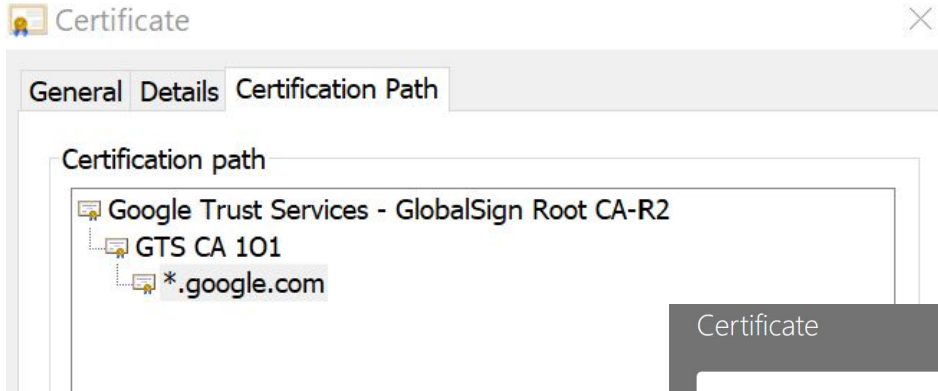 Certificate
General Details Certification Path
Certification path
Google Trust Services - GlobalSign Root CA-R2
GTS CA 1O1
*.google.com
Certificate